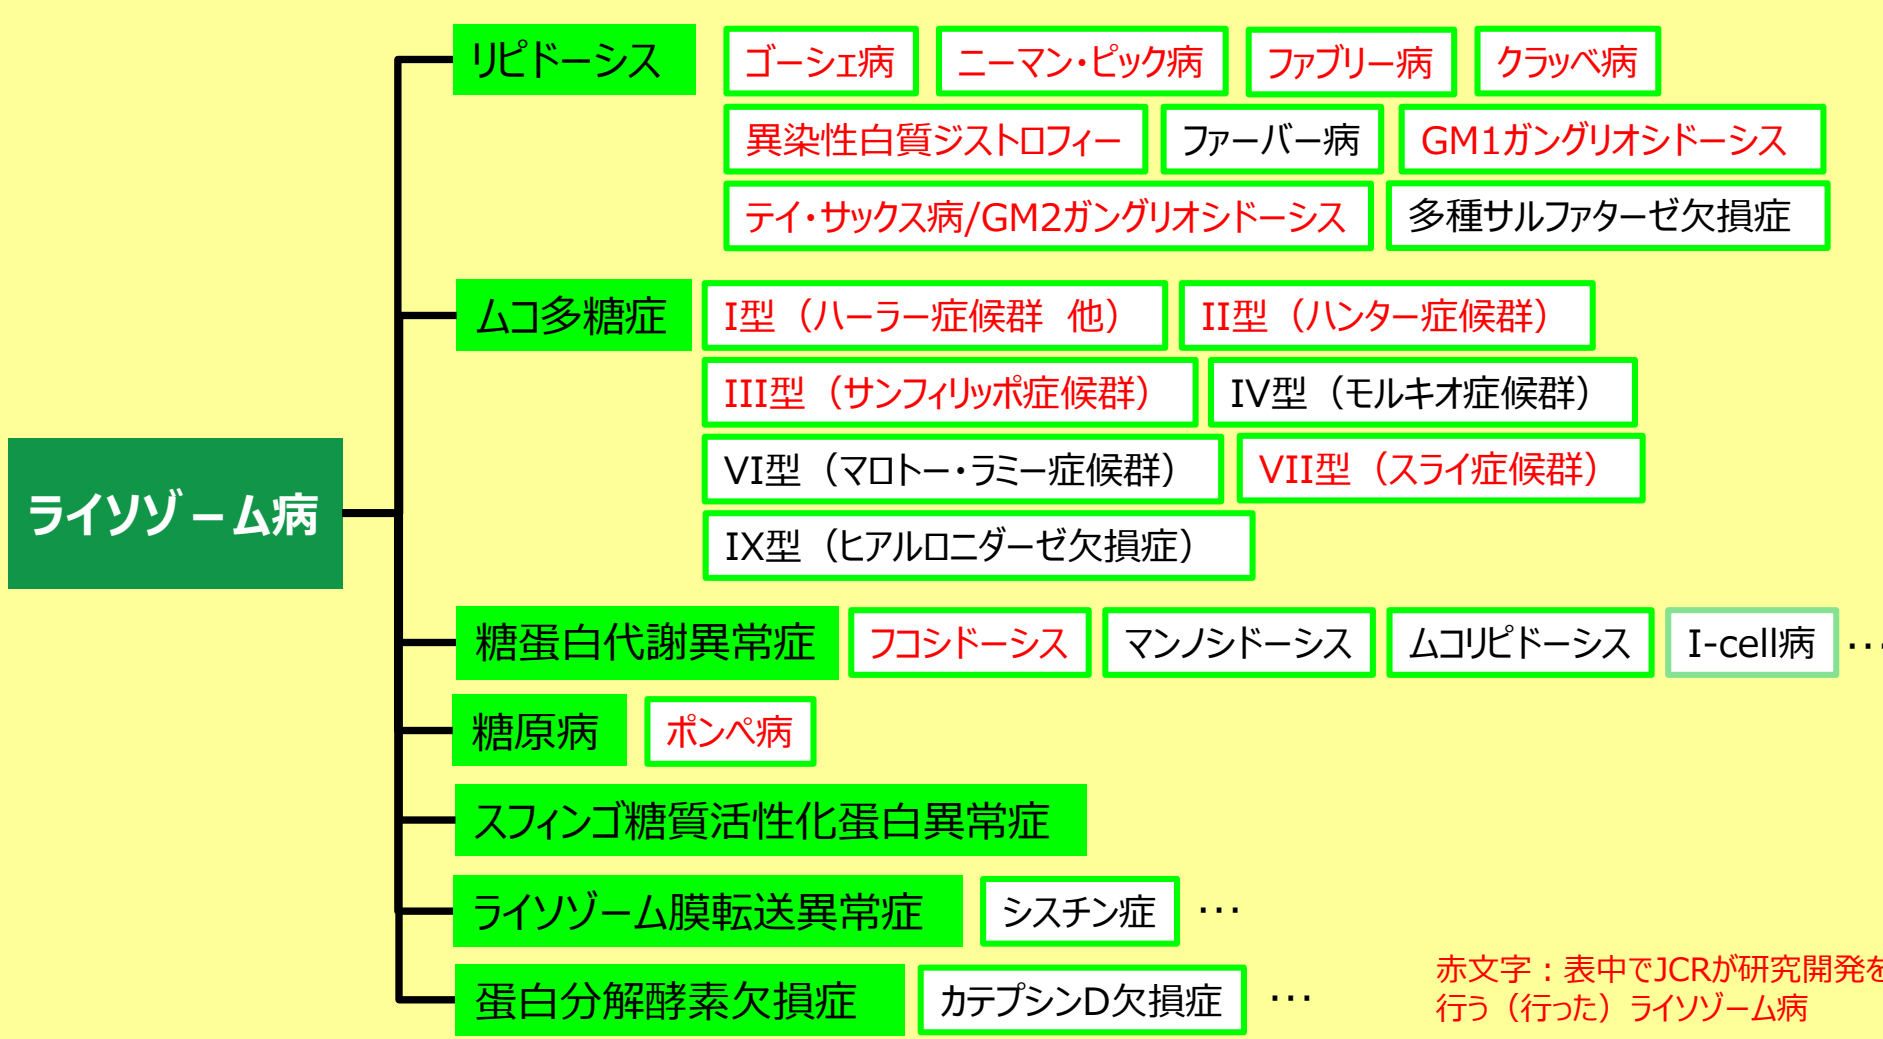 リピドーシス ゴーシェ病 ニーマン・ピック病 ファブリー病 クラッベ病
異染性白質ジストロフィー ファーバー病 GM1ガングリオシドーシス
テイ・サックス病/GM2ガングリオシドーシス 多種サルファターゼ欠損症
ムコ多糖症 I型（ハーラー症候群 他） II型（ハンター症候群）
III型（サンフィリッポ症候群） IV型（モルキオ症候群）
VI型（マロトー・ラミー症候群） VII型（スライ症候群）
ライソゾーム病
IX型（ヒアルロニダーゼ欠損症）
糖蛋白代謝異常症 フコシドーシス マンノシドーシス ムコリピドーシス I-cell病 …
糖原病 ポンペ病
スフィンゴ糖質活性化蛋白異常症
ライソゾーム膜転送異常症 シスチン症 …
蛋白分解酵素欠損症 カテプシンD欠損症 …
赤文字：表中でJCRが研究開発を
行う（行った）ライソゾーム病